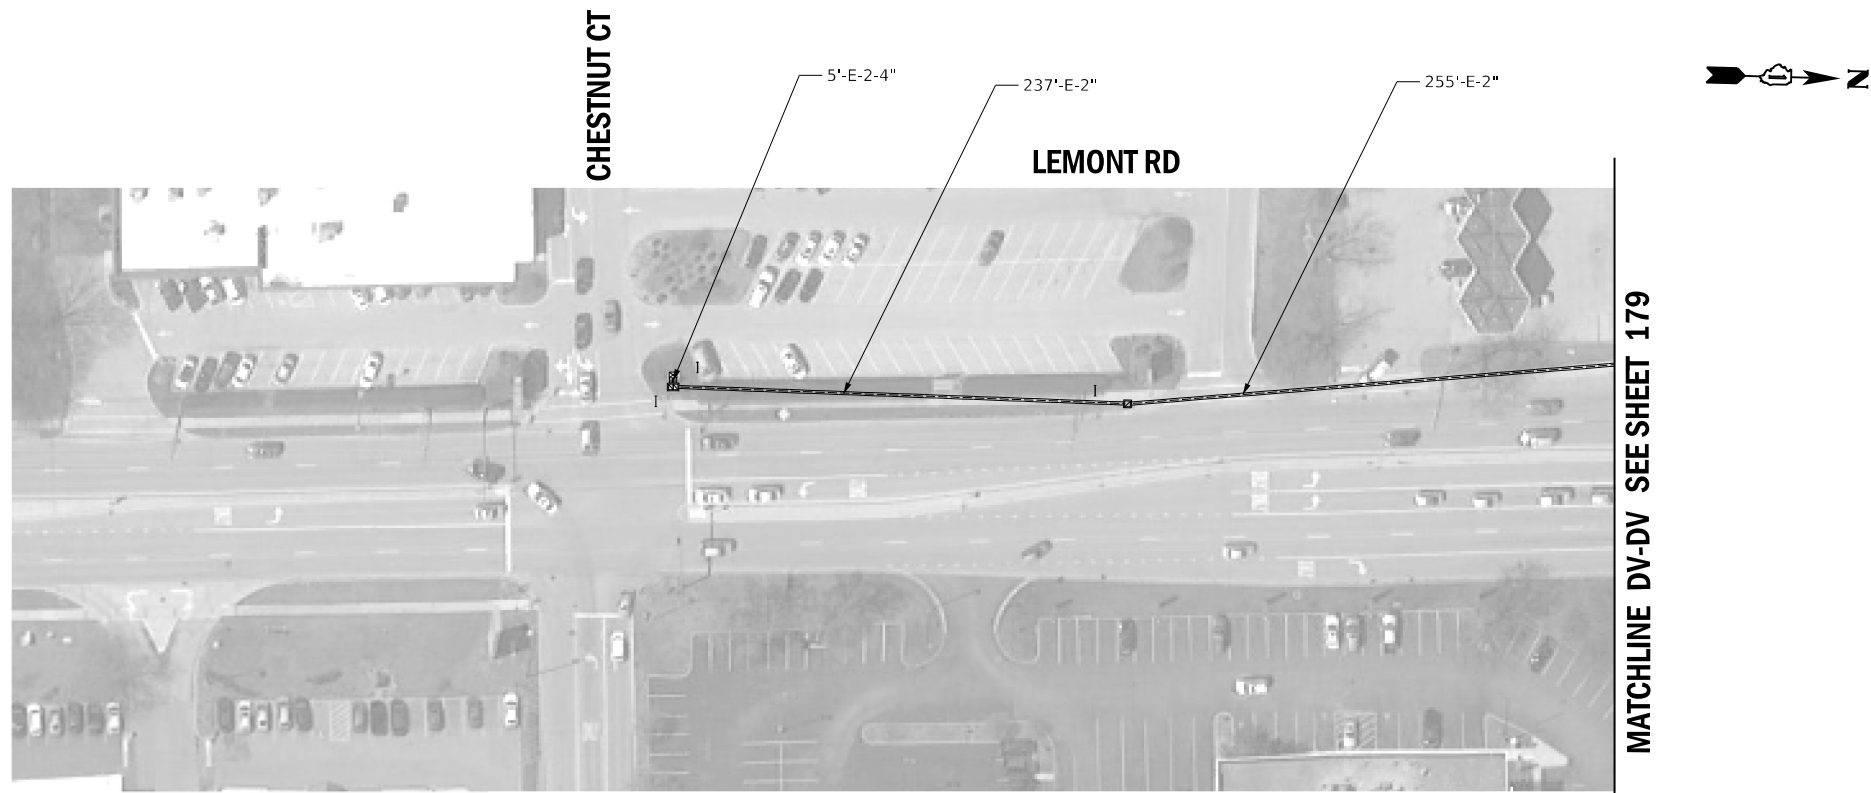 CHESTNUT CT
5'-E-2-4"
237'-E-2"
255'-E-2"
N
LEMONT RD
I
I
I
MATCHLINE DV-DV SEE SHEET 179